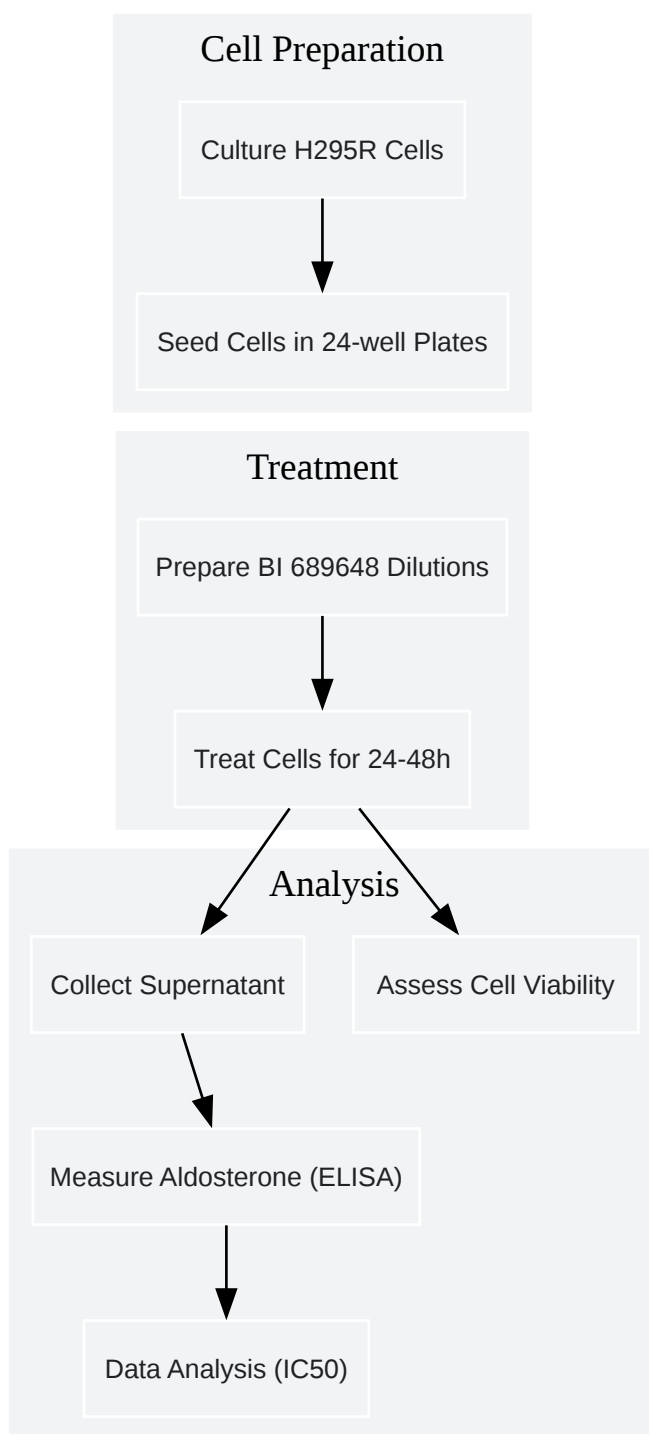 Cell Preparation
Culture H295R Cells
Seed Cells in 24-well Plates
Treatment
Prepare BI 689648 Dilutions
Treat Cells for 24-48h
Analysis
Collect Supernatant
Assess Cell Viability
Measure Aldosterone (ELISA)
Data Analysis (IC50)